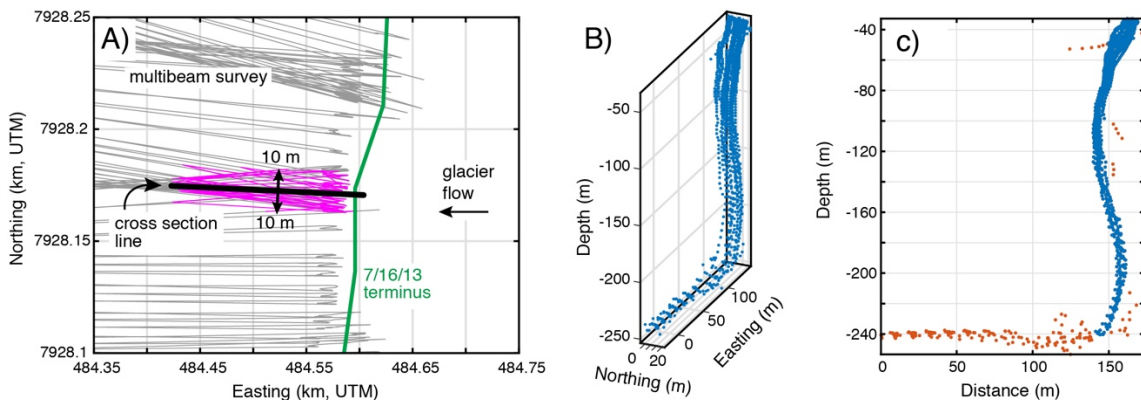 A)
multibeam survey
10 m
10 m
cross section
line
glacier
flow
7/16/13
terminus
7928.25
7928.2
7928.15
7928.1
Northing (km, UTM)
484.35
484.45
484.55
484.65
484.75
Easting (km, UTM)
B)
-50
-100
-150
-200
-250
Depth (m)
0
20
Northing (m)
0
50
100
Easting (m)
c)
-40
-80
-120
-160
-200
-240
Depth (m)
0
50
100
150
Distance (m)